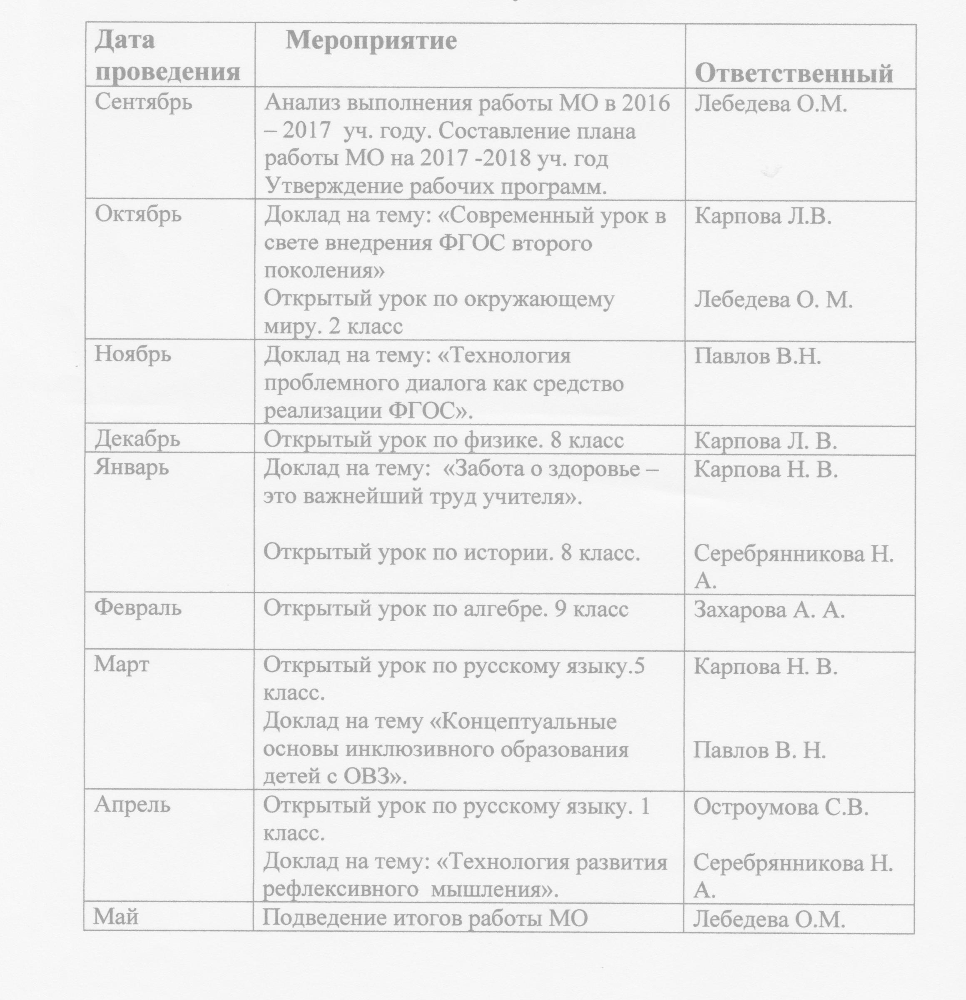 Дата
проведения
Мероприятие
Ответственный
Сентябрь
Анализ выполнения работы МО в 2016
– 2017  уч. году. Составление плана
работы МО на 2017 -2018 уч. год
Утверждение рабочих программ.
Лебедева О.М.
Октябрь
Доклад на тему: «Современный урок в
свете внедрения ФГОС второго
поколения»
Открытый урок по окружающему
миру. 2 класс
Карпова Л.В.
Лебедева О. М.
Ноябрь
Доклад на тему: «Технология
проблемного диалога как средство
реализации ФГОС».
Павлов В.Н.
Декабрь
Открытый урок по физике. 8 класс
Карпова Л. В.
Январь
Доклад на тему:  «Забота о здоровье –
это важнейший труд учителя».
Открытый урок по истории. 8 класс.
Карпова Н. В.
Серебрянникова Н.
А.
Февраль
Открытый урок по алгебре. 9 класс
Захарова А. А.
Март
Открытый урок по русскому языку.5
класс.
Доклад на тему «Концептуальные
основы инклюзивного образования
детей с ОВЗ».
Карпова Н. В.
Павлов В. Н.
Апрель
Открытый урок по русскому языку. 1
класс.
Доклад на тему: «Технология развития
рефлексивного  мышления».
Остроумова С.В.
Серебрянникова Н.
А.
Май
Подведение итогов работы МО
Лебедева О.М.